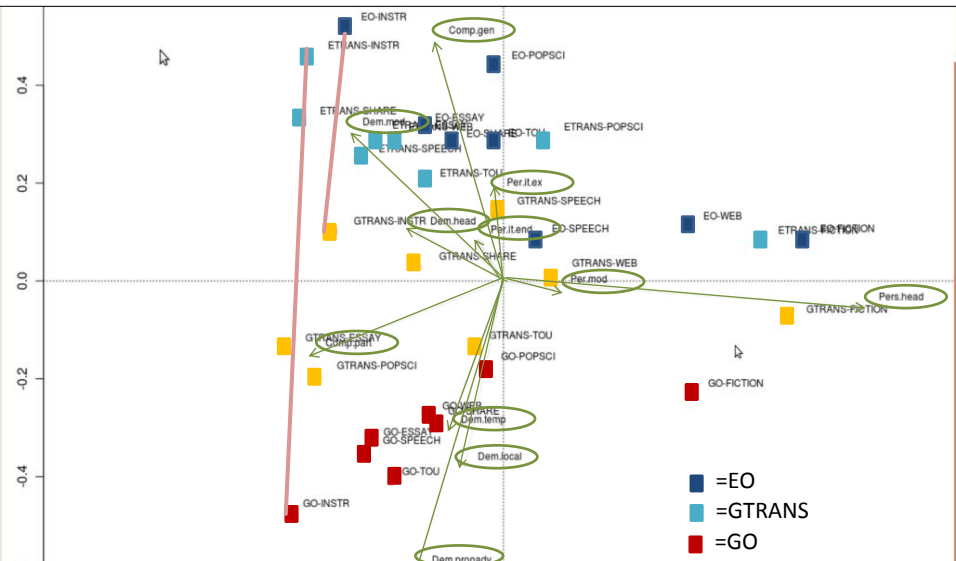 EO-INSTR
Comp.gen
ETRANS-INSTR
EO-POPSCI
0.4
ETRANS-SHARE
Dem.mod
EO-ESSAY
EO-SHARE
EO-TOU
ETRANS-POPSCI
ETRANS-SPEECH
ETRANS-TOU
Per.it.ex
0.2
GTRANS-SPEECH
GTRANS-INSTR
Dem.head
Per.it.end
EO-SPEECH
EO-WEB
ETRANS-FICTION
EO-FICTION
GTRANS-SHARE
GTRANS-WEB
0.0
Per.mod
Pers.head
GTRANS-FICTION
GTRANS-ESSAY
Comp.part
GTRANS-TOU
GTRANS-POPSCI
GO-POPSCI
-0.2
GO-FICTION
GO-WEB
GO-SHARE
Dem.temp
GO-ESSAY
GO-SPEECH
Dem.local
-0.4
GO-TOU
GO-INSTR
=EO
=GTRANS
=GO
Dem.pronadv